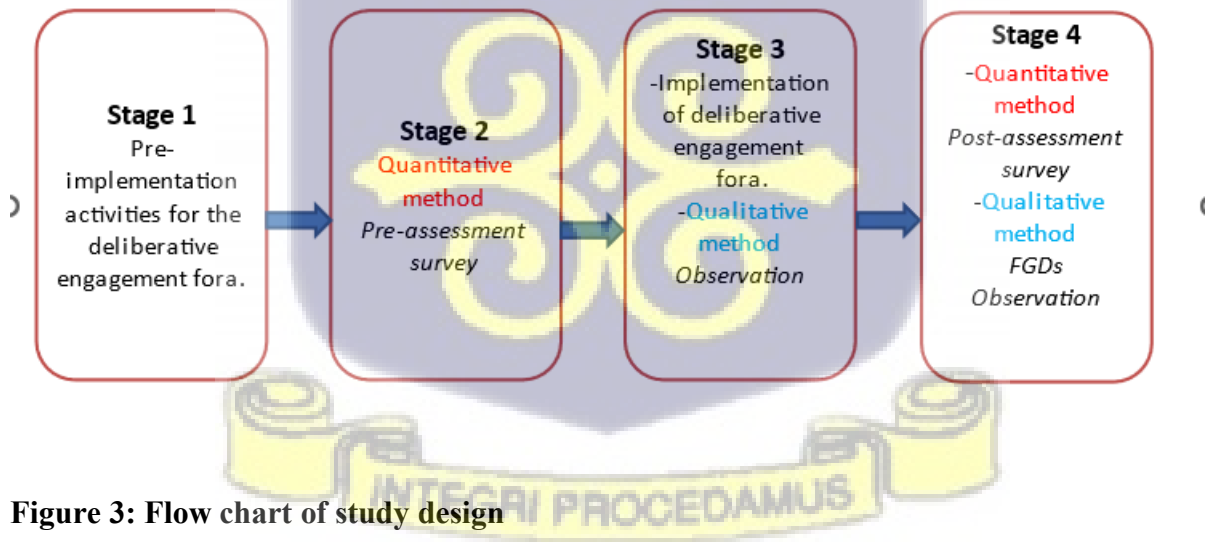 Stage 1
Pre-
implementation
activities for the
deliberative
engagement fora.
Stage 2
Quantitative
method
Pre-assessment
survey
Stage 3
-Implementation
of deliberative
engagement
fora.
-Qualitative
method
Observation
Stage 4
-Quantitative
method
Post-assessment
survey
-Qualitative
method
FGDs
Observation
INTEGRI PROCEDAMUS
Figure 3: Flow chart of study design